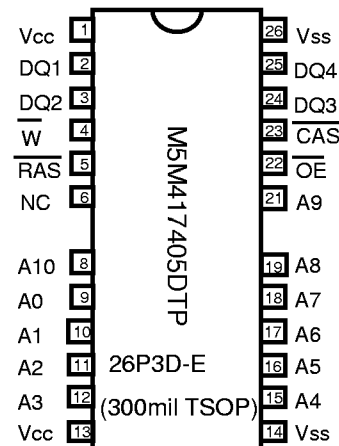 Vcc 1 26 Vss
DQ1 2 25 DQ4
DQ2 3 24 DQ3
W 4 23 CAS
RAS 5 22 OE
NC 6 21 A9
M5M417405DTP
A10 8 19 A8
A0 9 18 A7
A1 10 17 A6
A2 11 26P3D-E 16 A5
A3 12 (300mil TSOP) 15 A4
Vcc 13 14 Vss